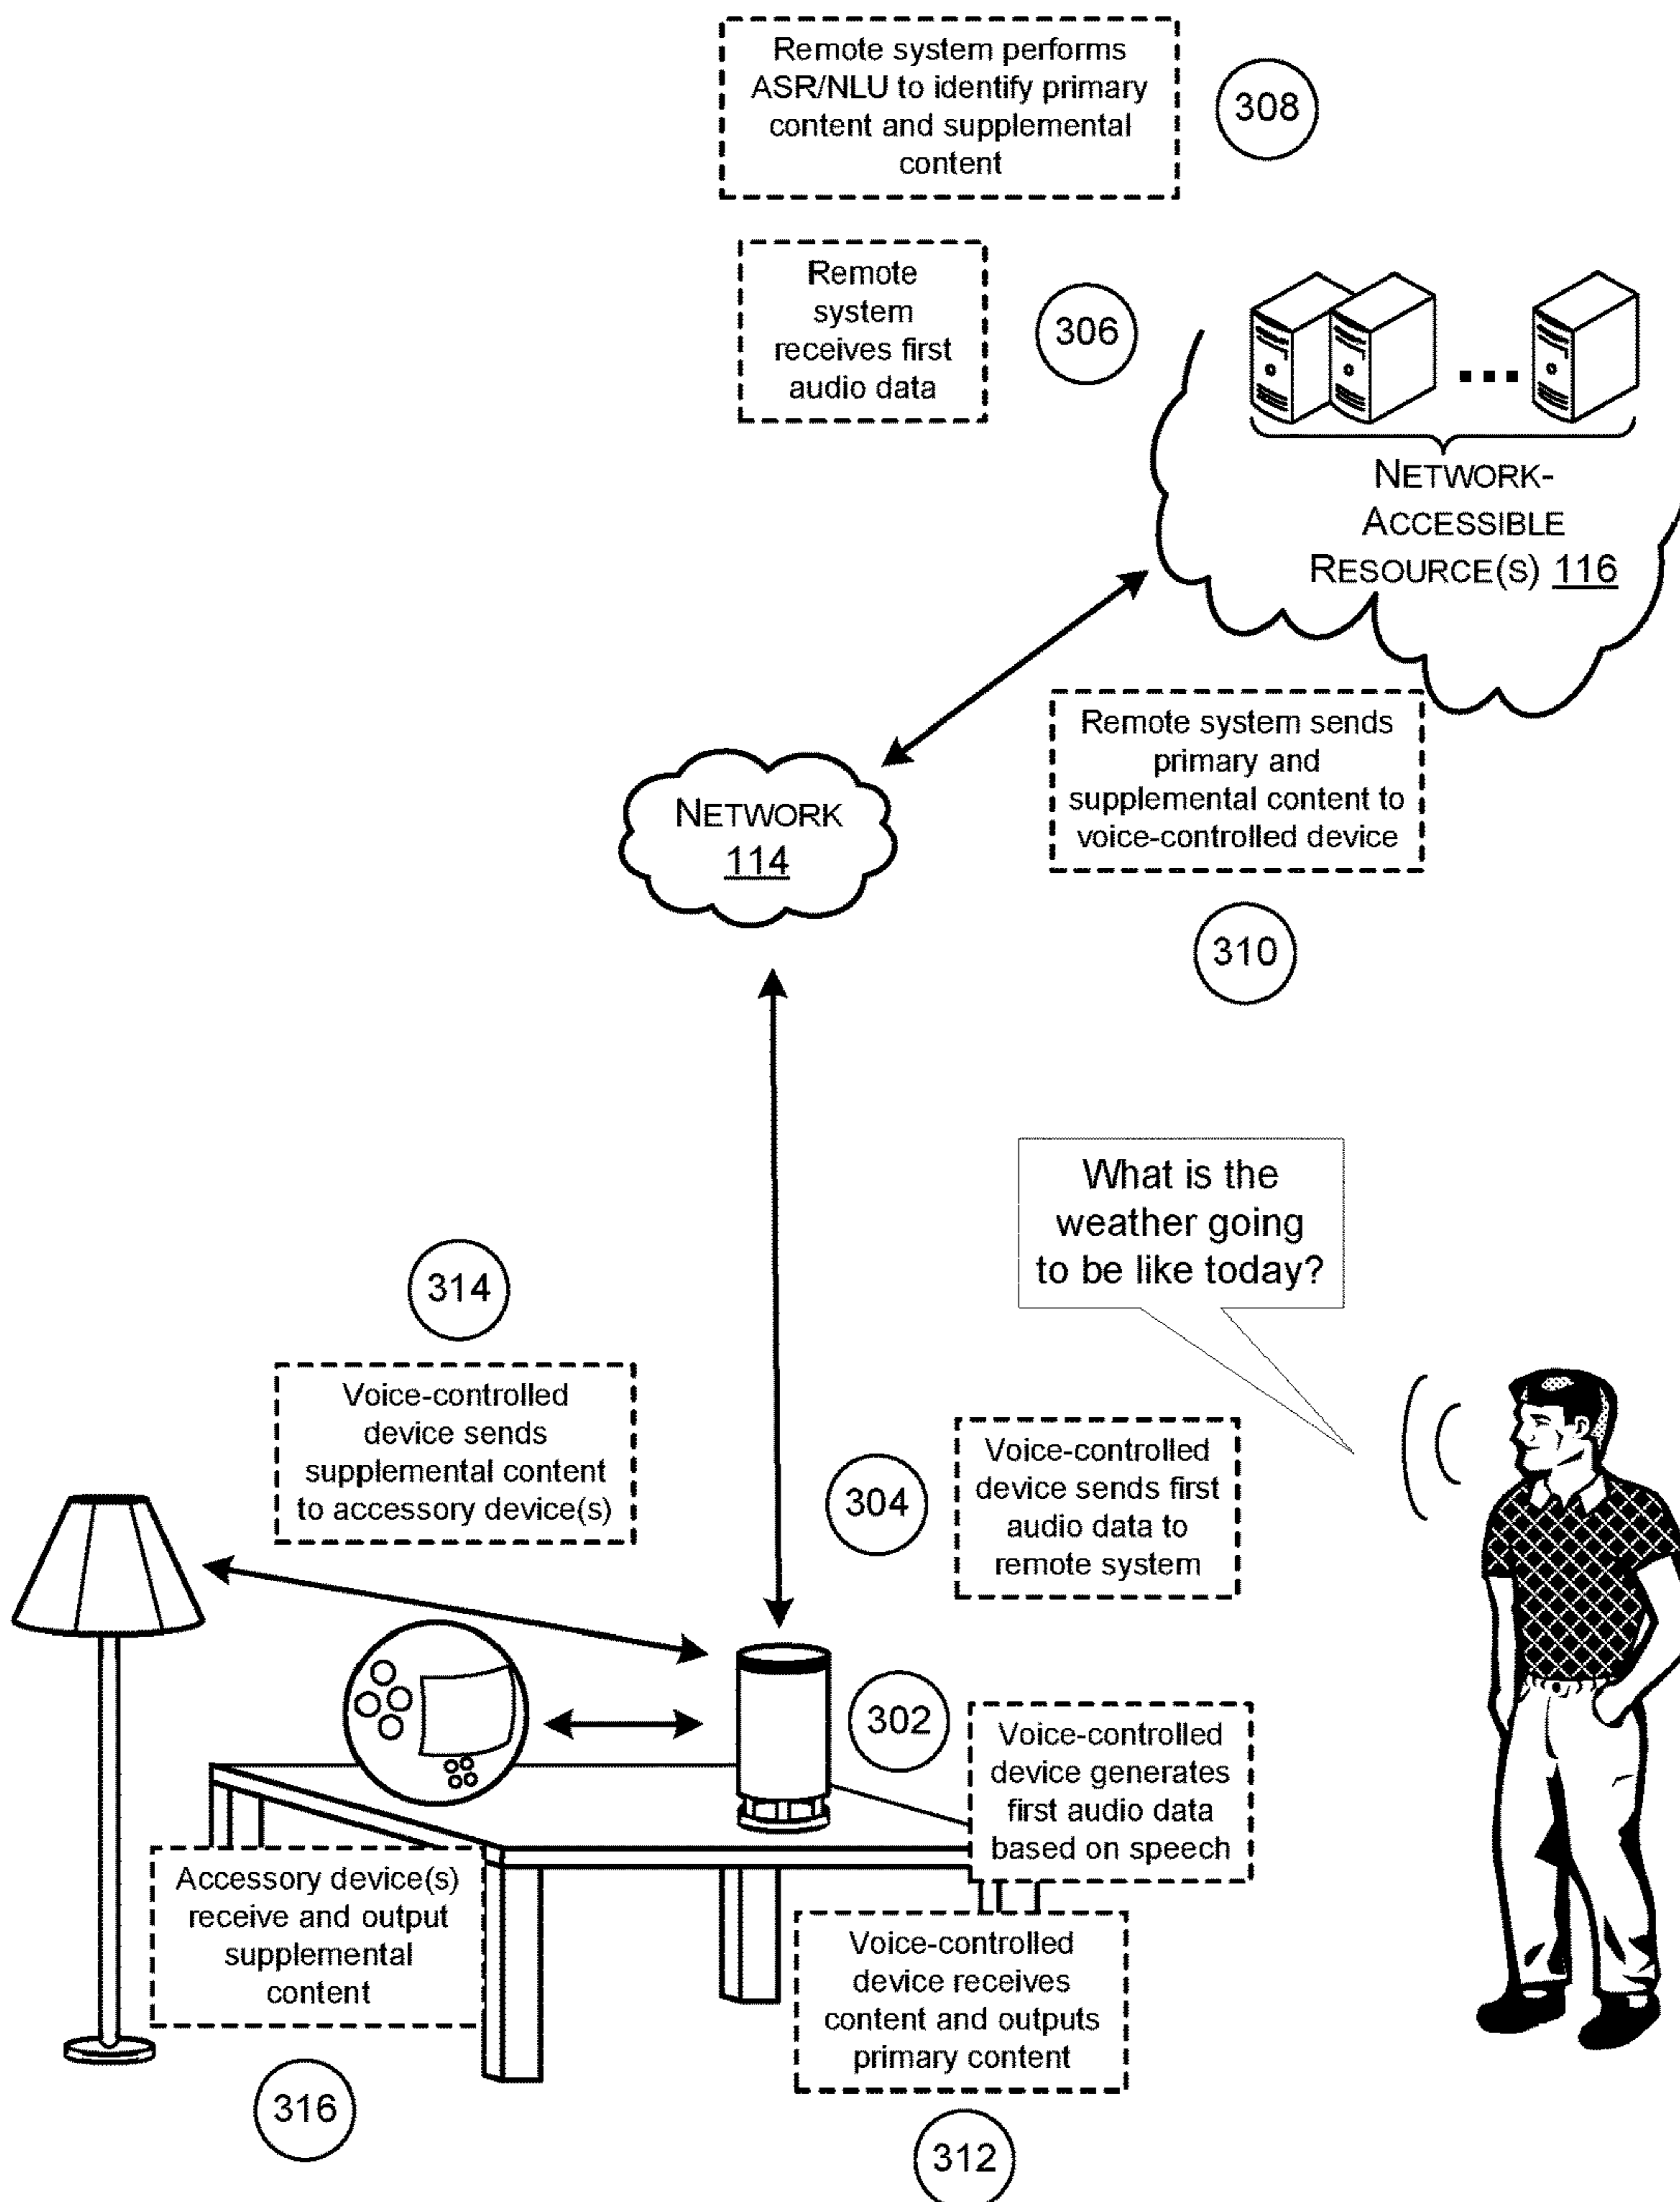 Remote system performs
ASR/NLU to identify primary
content and supplemental
content
308
Remote
system
receives first
audio data
306
NETWORK-
ACCESSIBLE
RESOURCE(S) 116
Remote system sends
primary and
supplemental content to
voice-controlled device
310
NETWORK
114
What is the
weather going
to be like today?
314
Voice-controlled
device sends
supplemental content
to accessory device(s)
304
Voice-controlled
device sends first
audio data to
remote system
302
Voice-controlled
device generates
first audio data
based on speech
Accessory device(s)
receive and output
supplemental
content
316
Voice-controlled
device receives
content and outputs
primary content
312